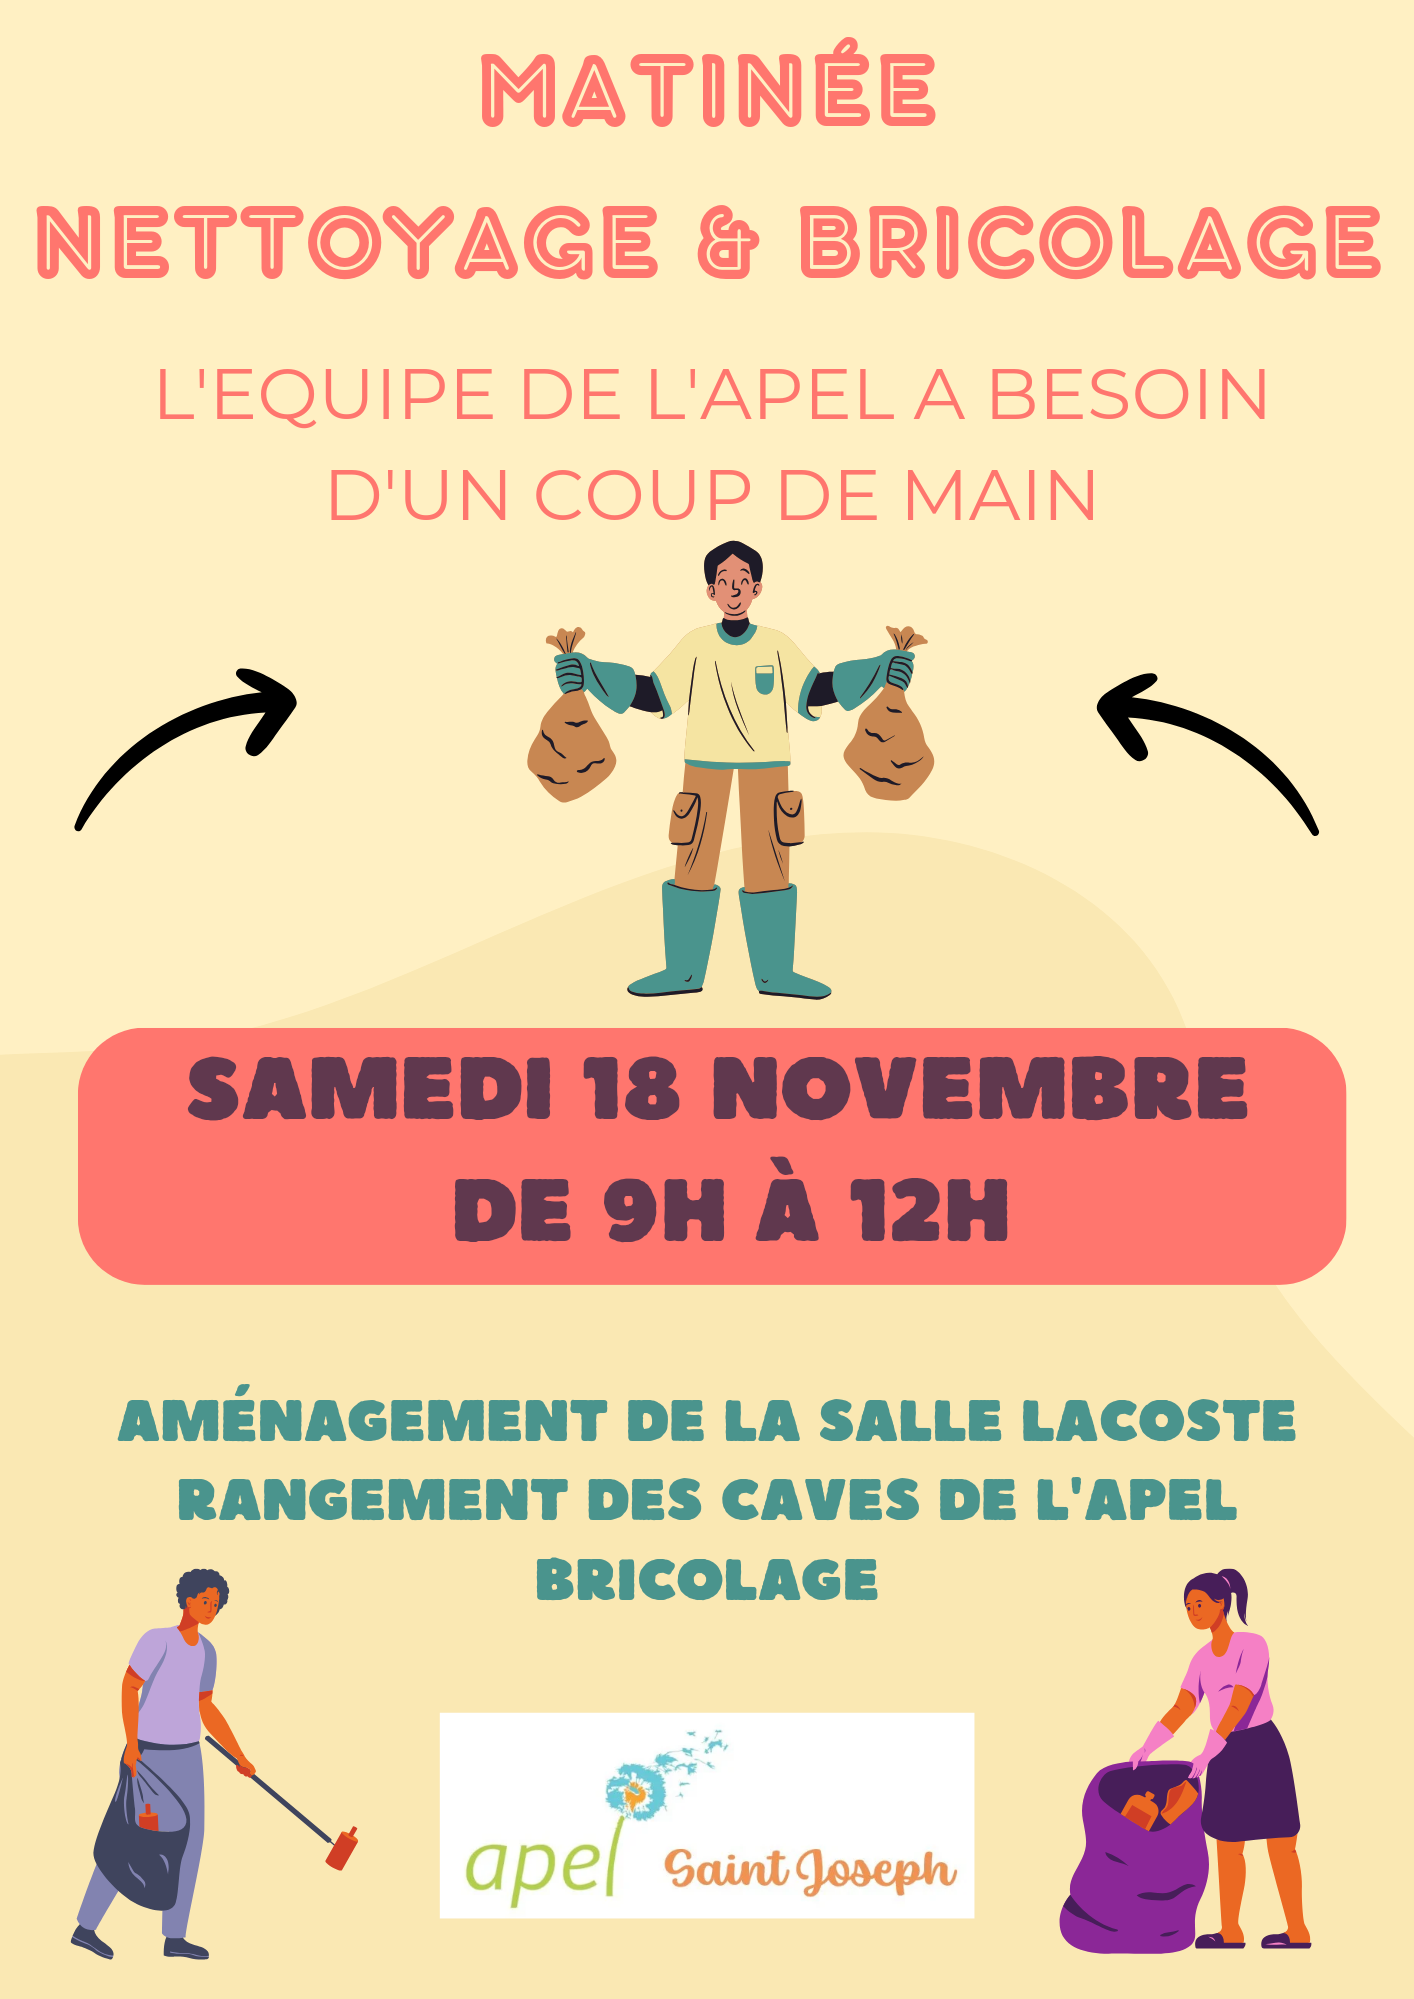 MATINÉE
NETTOYAGE & BRICOLAGE
L'EQUIPE DE L'APEL A BESOIN
D'UN COUP DE MAIN
SAMEDI 18 NOVEMBRE
DE 9H À 12H
AMÉNAGEMENT DE LA SALLE LACOSTE
RANGEMENT DES CAVES DE L'APEL
BRICOLAGE
apel Saint Joseph